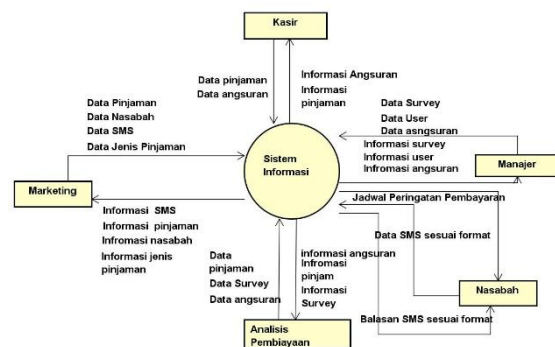 Kasir
Data pinjaman
Data angsuran
Informasi Angsuran
Informasi
pinjaman
Data Pinjaman
Data Nasabah
Data SMS
Data Jenis Pinjaman
Data Survey
Data User
Data asngsuran
Informasi survey
Informasi user
Infromasi angsuran
Sistem
Informasi
Manajer
Marketing
Jadwal Peringatan Pembayaran
Informasi SMS
Informasi pinjaman
Infromasi nasabah
Informasi jenis
pinjaman
Data SMS sesuai format
Data
pinjaman
Data Survey
Data angsuran
informasi angsuran
Infromasi
pinjam
Informasi
Survey
Nasabah
Balasan SMS sesuai format
Analisis
Pembiayaan